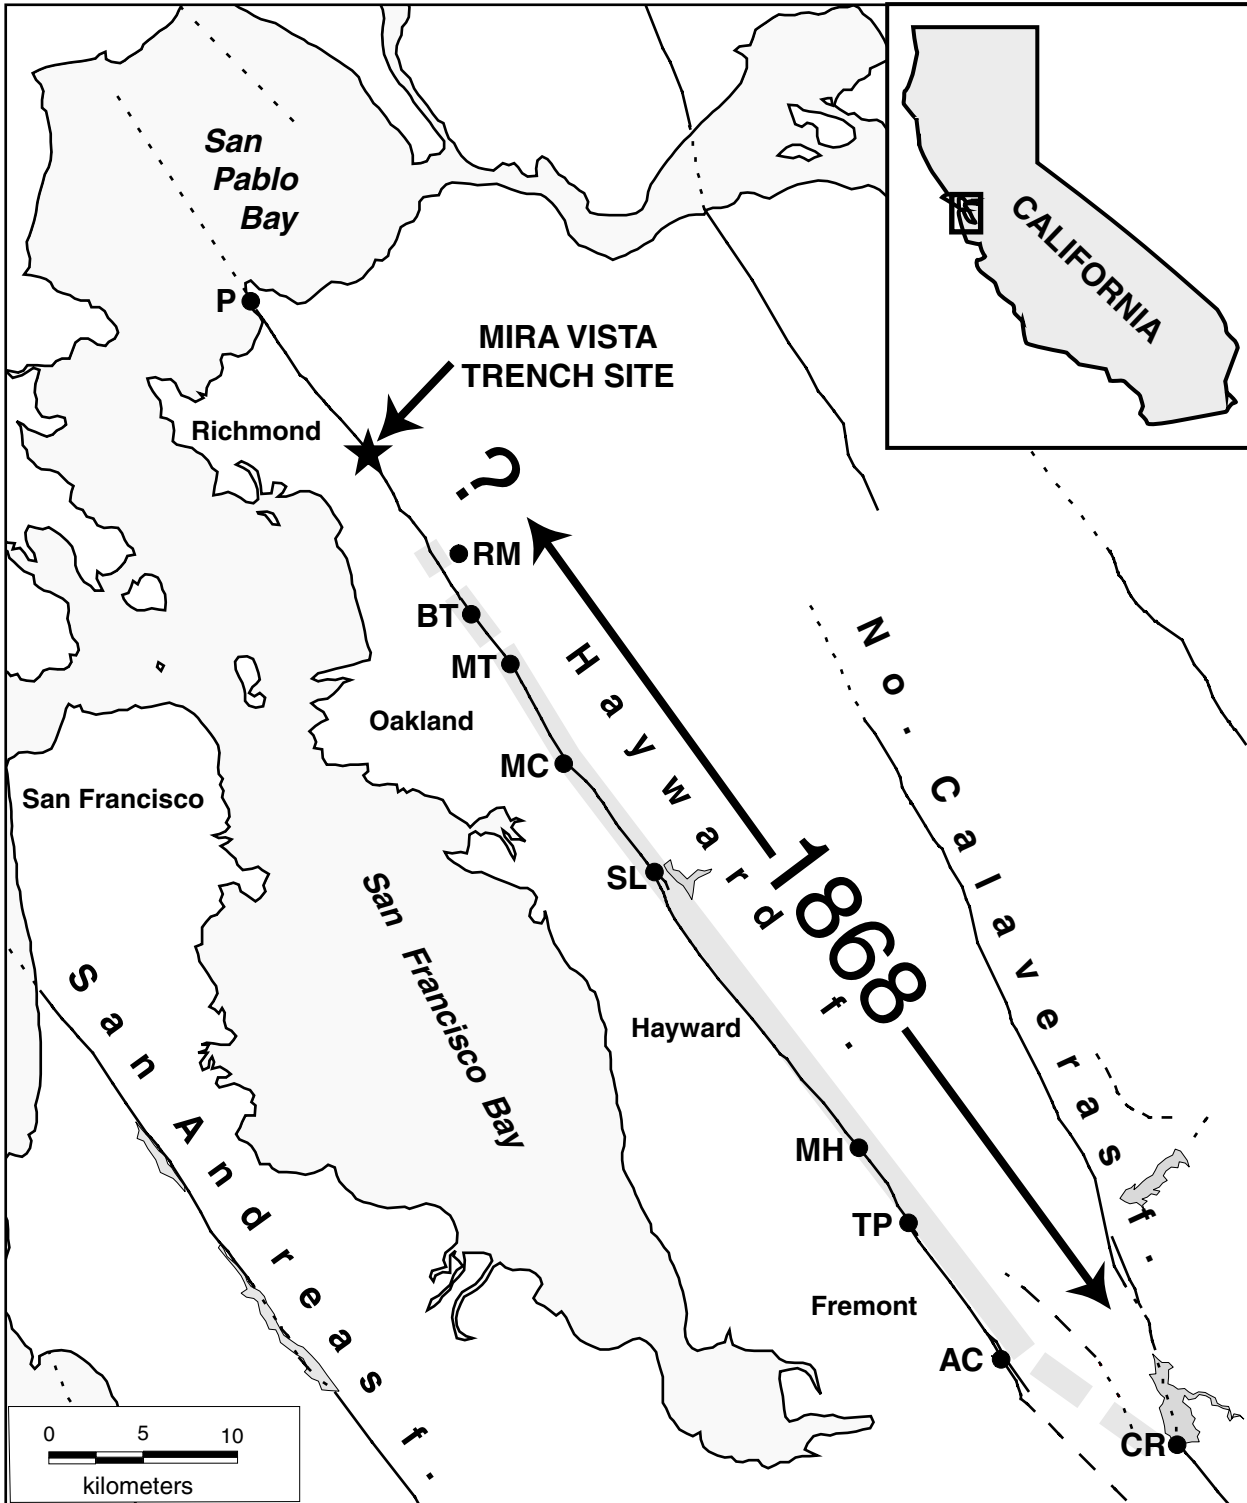 San
Pablo
Bay
CALIFORNIA
P
MIRA VISTA
TRENCH SITE
Richmond
?
RM
BT
MT
Oakland
MC
San Francisco
SL
Hayward f.
No. Calaveras f.
1868
San Francisco Bay
San Andreas f.
Hayward
MH
TP
Fremont
AC
CR
0 5 10
kilometers